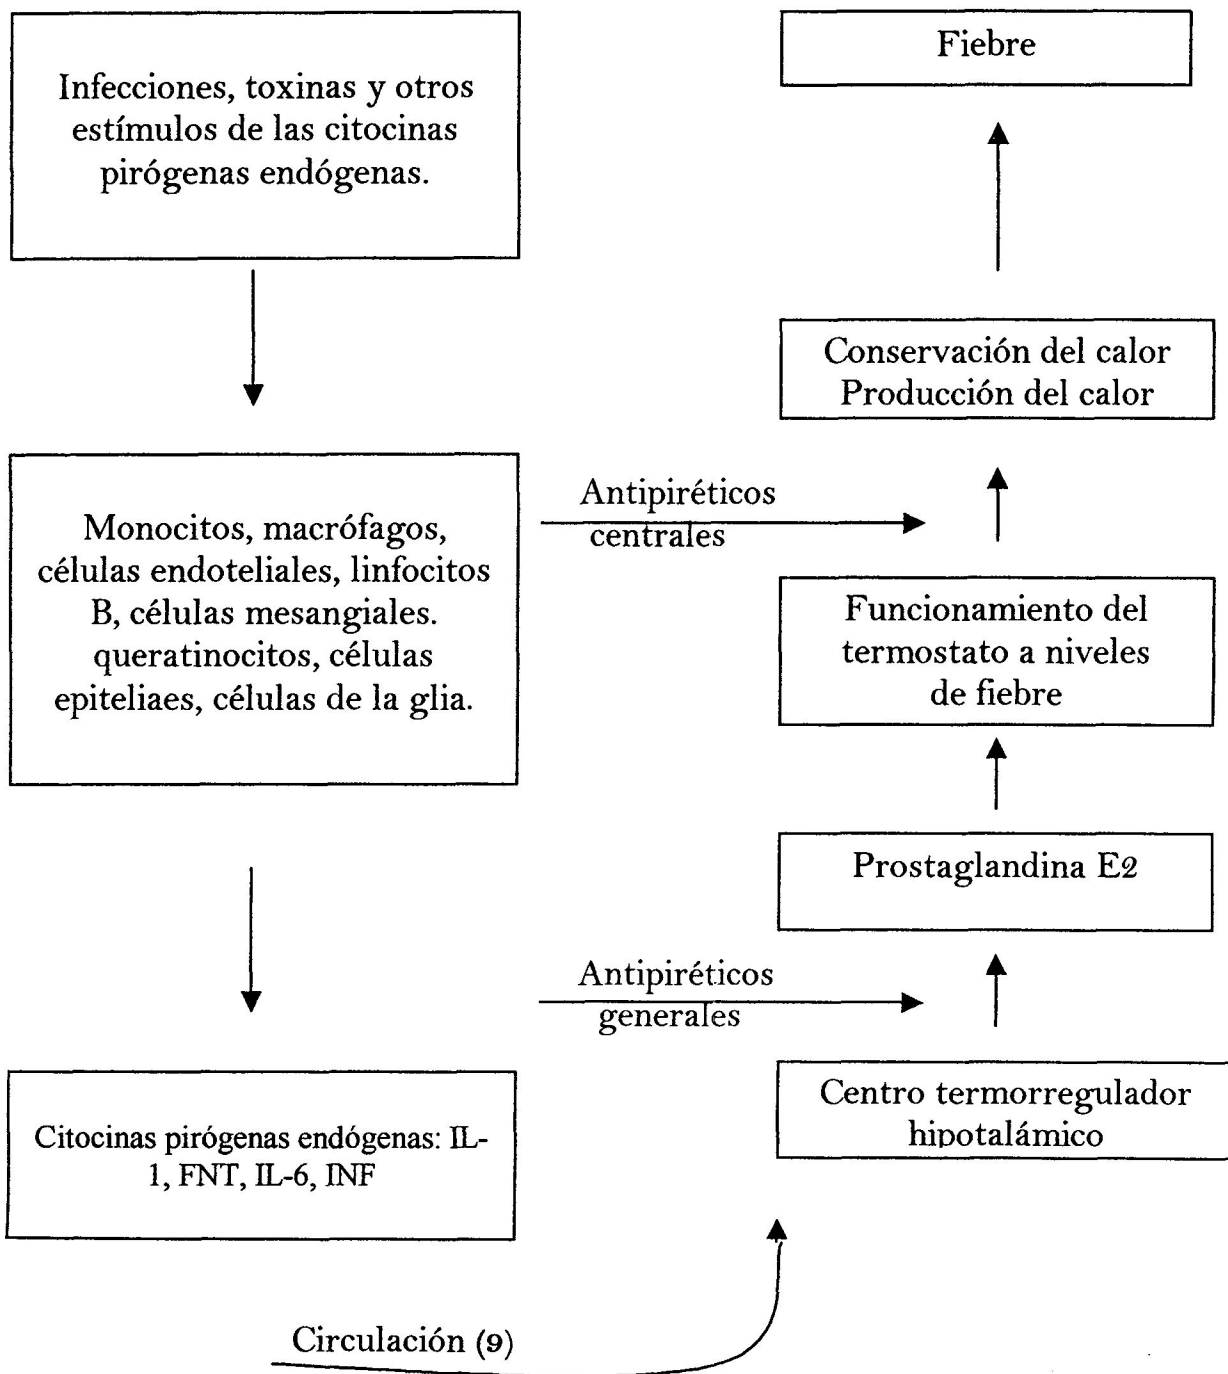 Infecciones, toxinas y otros
estímulos de las citocinas
pirógenas endógenas.
Monocitos, macrófagos,
células endoteliales, linfocitos
B, células mesangiales.
queratinocitos, células
epiteliaes, células de la glia.
Citocinas pirógenas endógenas: IL-
1, FNT, IL-6, INF
Circulación (9)
Antipiréticos
centrales
Antipiréticos
generales
Fiebre
Conservación del calor
Producción del calor
Funcionamiento del
termostato a niveles
de fiebre
Prostaglandina E2
Centro termorregulador
hipotalámico